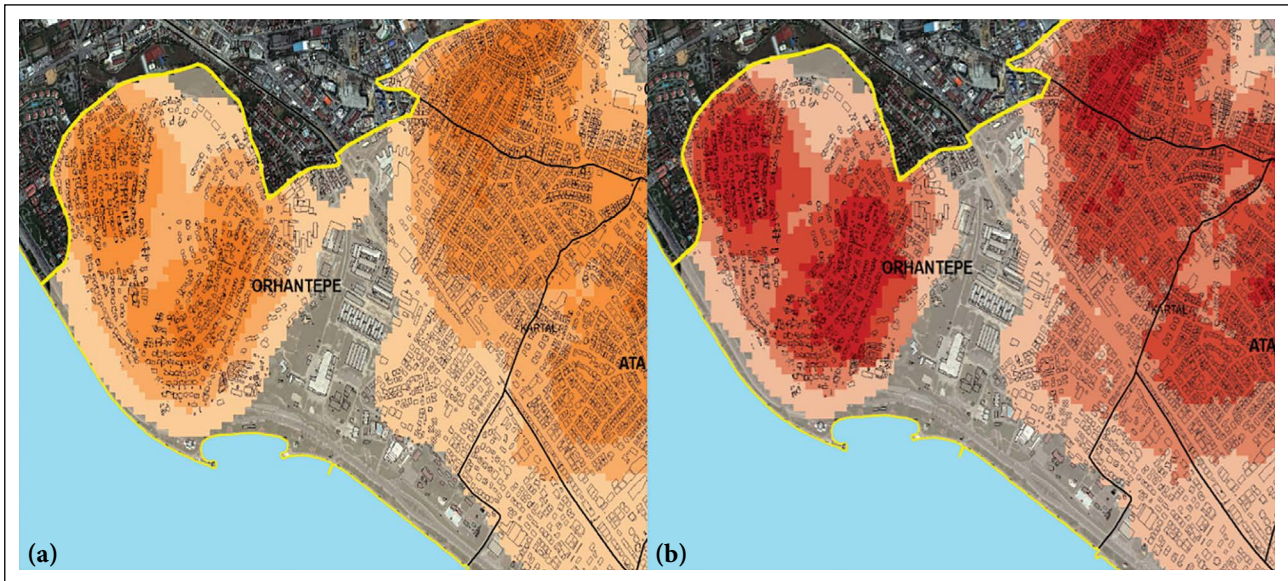 ORHANTEPE
KARTAL
ATA
(a)
ORHANTEPE
KARTAL
ATA
(b)